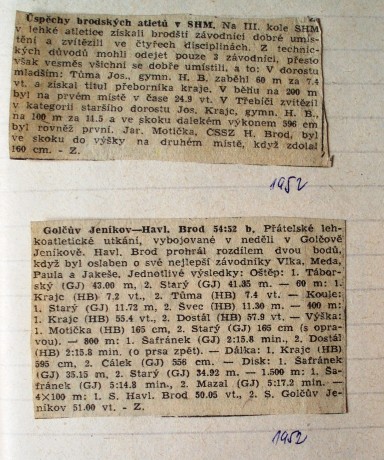 Úspěchy brodských atletů v SHM. Na III. kole SHM
v lehké atletice získali brodští závodníci dobré umís-
tění a zvítězili ve čtyřech disciplinách. Z technic-
kých důvodů mohli odejet pouze 2 závodníci, přesto
však vesměs všichni se dobře umístili, a to: V dorostu
mladším: Tůma Jos., gymn. H. B. zaběhl 60 m za 7.4
vt. a získal titul přeborníka kraje. V běhu na 200 m
byl na prvním místě v čase 24.9 vt. V Třebíči zvítězil
v kategorii staršího dorostu Jos. Krajc, gymn. H. B.,
na 100 m za 14.5 a ve skoku dalekém výkonem 596 cm
byl rovněž první. Jar. Motička, ČSSZ H. Brod, byl
ve skoku do výšky na druhém místě, když zdolal
160 cm. - Z.
1952
Golčův Jeníkov—Havl. Brod 54:52 b. Přátelské leh-
koatletické utkání, vybojované v neděli v Golčově
Jeníkově. Havl. Brod prohrál rozdílem dvou bodů,
když byl oslaben o své nejlepší závodníky Vlka, Meda,
Paula a Jakeše. Jednotlivé výsledky: Oštěp: 1. Tábor-
ský (GJ) 43.00 m, 2. Starý (GJ) 41.35 m. — 60 m: 1.
Krajc (HB) 7.2 vt., 2. Tůma (HB) 7.4 vt. — Koule:
1. Starý (GJ) 11.72 m, 2. Švec (HB) 11.30 m. — 400 m:
1. Krajc (HB) 55.4 vt., 2. Dostál (HB) 57.9 vt. — Výška:
1. Motička (HB) 165 cm, 2. Starý (GJ) 165 cm (s opra-
vou). — 800 m: 1. Šafránek (GJ) 2:15.8, 2. Dostál
(HB) 2:15.8 min. (o prsa zpět). — Dálka: 1. Krajc (HB)
595 cm, 2. Cálek (GJ) 556 cm. — Disk: 1. Šafránek
(GJ) 35.15 m, 2. Starý (GJ) 34.92 m. — 1.500 m: 1. Ša-
fránek (GJ) 5:14.8 min., 2. Mazal (GJ) 5:17.2 min. —
4×100 m: 1. S. Havl. Brod 50.05 vt., 2. S. Golčův Je-
níkov 51.00 vt. - Z.
1952